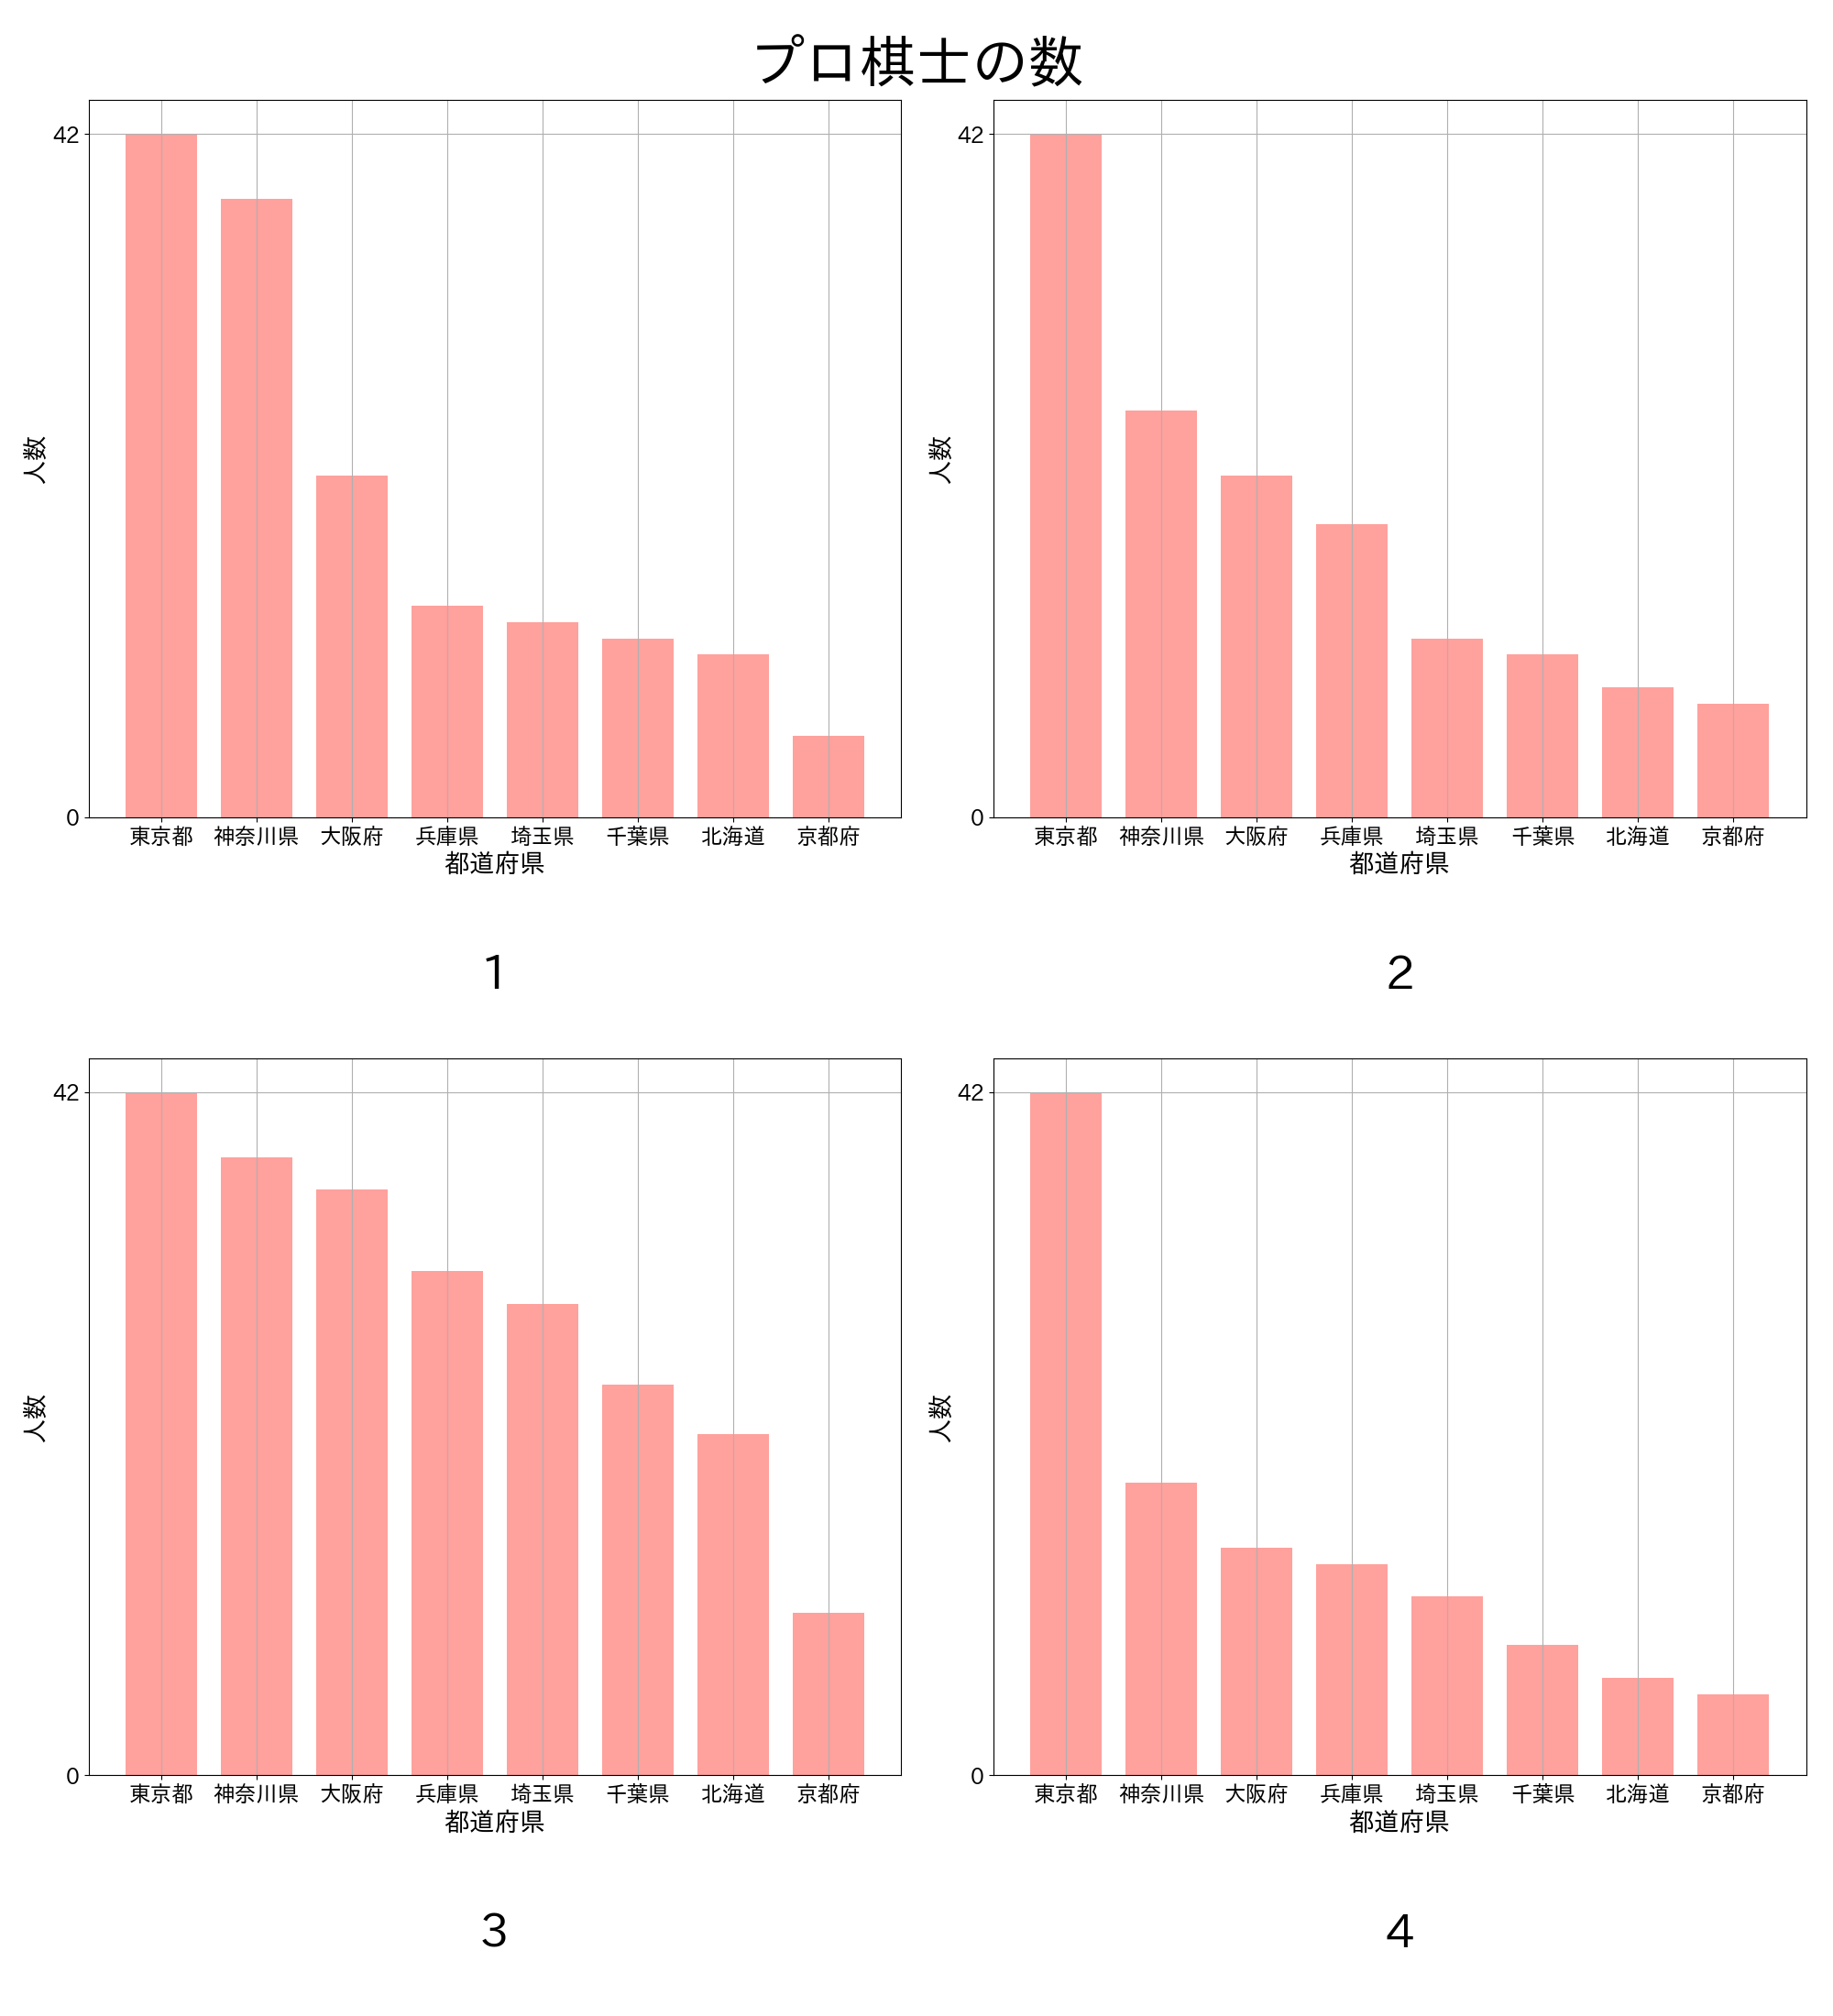 プロ棋士の数
42
0
人数
東京都 神奈川県 大阪府 兵庫県 埼玉県 千葉県 北海道 京都府
都道府県
1
42
0
人数
東京都 神奈川県 大阪府 兵庫県 埼玉県 千葉県 北海道 京都府
都道府県
2
42
0
人数
東京都 神奈川県 大阪府 兵庫県 埼玉県 千葉県 北海道 京都府
都道府県
3
42
0
人数
東京都 神奈川県 大阪府 兵庫県 埼玉県 千葉県 北海道 京都府
都道府県
4